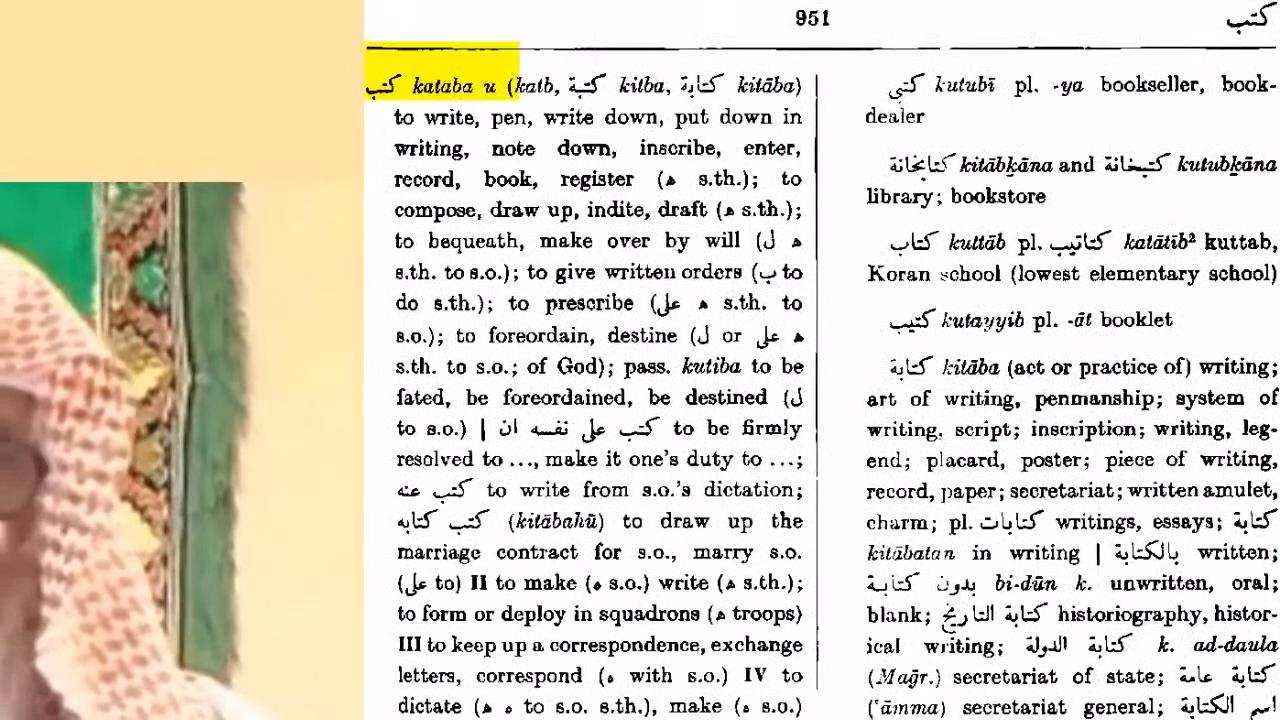 951
كتب
كتب kataba u (katb, كتبة kitba, كتابة kitāba)
to write, pen, write down, put down in
writing, note down, inscribe, enter,
record, book, register (ه s.th.); to
compose, draw up, indite, draft (ه s.th.);
to bequeath, make over by will (ل ه
s.th. to s.o.); to give written orders (ب to
do s.th.); to prescribe (على ه s.th. to
s.o.); to foreordain, destine (ل or على ه
s.th. to s.o.; of God); pass. kutiba to be
fated, be foreordained, be destined (ل
to s.o.) | كتب على نفسه ان to be firmly
resolved to ..., make it one's duty to ...;
كتب عنه to write from s.o.'s dictation;
كتب كتابه (kitābahū) to draw up the
marriage contract for s.o., marry s.o.
(على to) II to make (ه s.o.) write (ه s.th.);
to form or deploy in squadrons (ه troops)
III to keep up a correspondence, exchange
letters, correspond (ه with s.o.) IV to
dictate (ه ه to s.o. s.th.), make (ه s.o.)
كتبى kutubī pl. -ya bookseller, book-
dealer
كتابخانة kitābḵāna and كتبخانة kutubḵāna
library; bookstore
كتاب kuttāb pl. كتاتيب katātīb² kuttab,
Koran school (lowest elementary school)
كتيب kutayyib pl. -āt booklet
كتابة kitāba (act or practice of) writing;
art of writing, penmanship; system of
writing, script; inscription; writing, leg-
end; placard, poster; piece of writing,
record, paper; secretariat; written amulet,
charm; pl. كتابات writings, essays; كتابة
kitābatan in writing | بالكتابة written;
بدون كتابة bi-dūn k. unwritten, oral;
blank; كتابة التاريخ historiography, histor-
ical writing; كتابة الدولة k. ad-daula
(Maḡr.) secretariat of state; كتابة عامة
(ʿāmma) secretariat general; اسم الكتابة